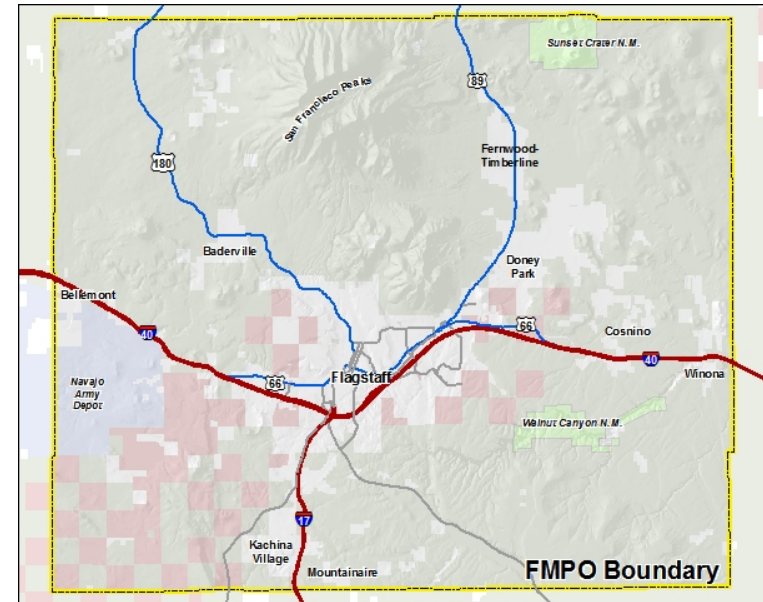 Sunset Crater N.M.
San Francisco Peaks
89
Fernwood-
Timberline
180
Baderville
Doney
Park
Bellemont
66
Cosnino
40
40
Winona
66
Flagstaff
Navajo
Army
Depot
Walnut Canyon N.M.
17
Kachina
Village
Mountainaire
FMPO Boundary